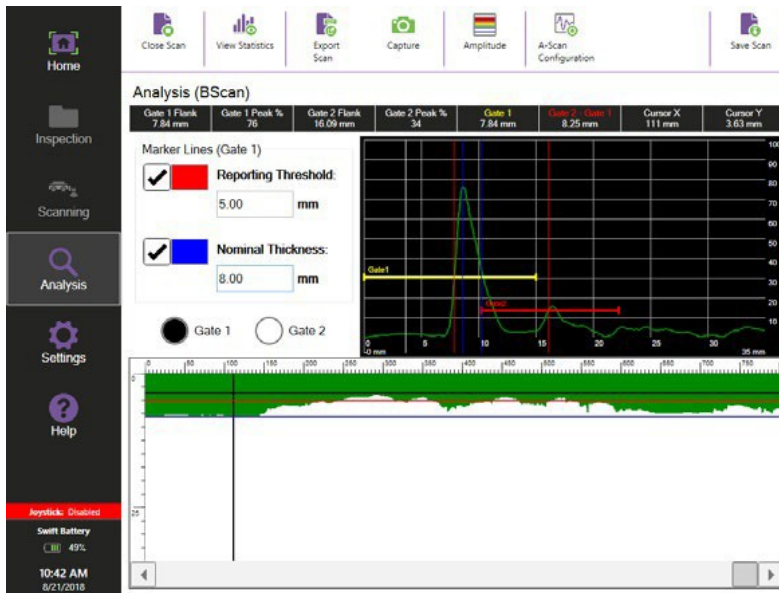 Home
Inspection
Scanning
Analysis
Settings
Help
Joystick: Disabled
Swift Battery
49%
10:42 AM
8/21/2018
Close Scan
View Statistics
Export
Scan
Capture
Amplitude
A-Scan
Configuration
Save Scan
Analysis (BScan)
Gate 1 Flank Gate 1 Peak % Gate 2 Flank Gate 2 Peak % Gate 1 Gate 2 - Gate 1 Cursor X Cursor Y
7.84 mm 76 16.09 mm 34 7.84 mm 8.25 mm 111 mm 3.63 mm
Marker Lines (Gate 1)
Reporting Threshold:
5.00 mm
Nominal Thickness:
8.00 mm
Gate 1 Gate 2
100
90
80
70
60
50
40
30
20
10
Gate1
Gate2
5 10 15 20 25 30
-0 mm 35 mm
0 50 100 150 200 250 300 350 400 450 500 550 600 650 700 750
0
25